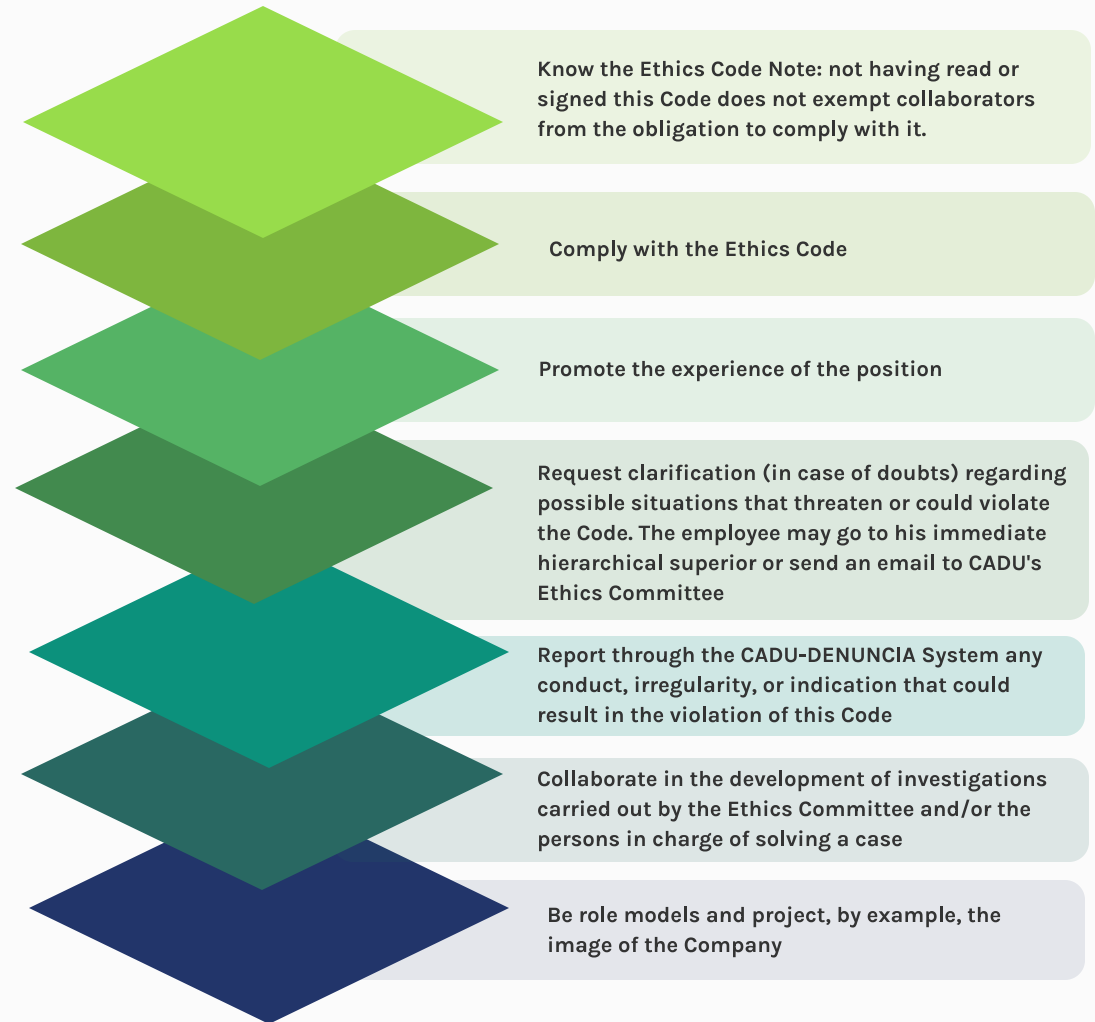 Know the Ethics Code Note: not having read or
signed this Code does not exempt collaborators
from the obligation to comply with it.
Comply with the Ethics Code
Promote the experience of the position
Request clarification (in case of doubts) regarding
possible situations that threaten or could violate
the Code. The employee may go to his immediate
hierarchical superior or send an email to CADU's
Ethics Committee
Report through the CADU-DENUNCIA System any
conduct, irregularity, or indication that could
result in the violation of this Code
Collaborate in the development of investigations
carried out by the Ethics Committee and/or the
persons in charge of solving a case
Be role models and project, by example, the
image of the Company